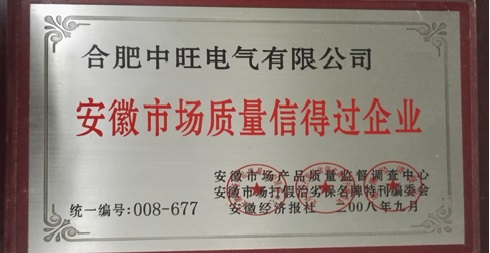 合肥中旺电气有限公司
安徽市场质量信得过企业
安徽市场产品质量监督调查中心
安徽市场打假治劣保名牌特刊编委会
统一编号:008-677
安徽经济报社 二00八年九月